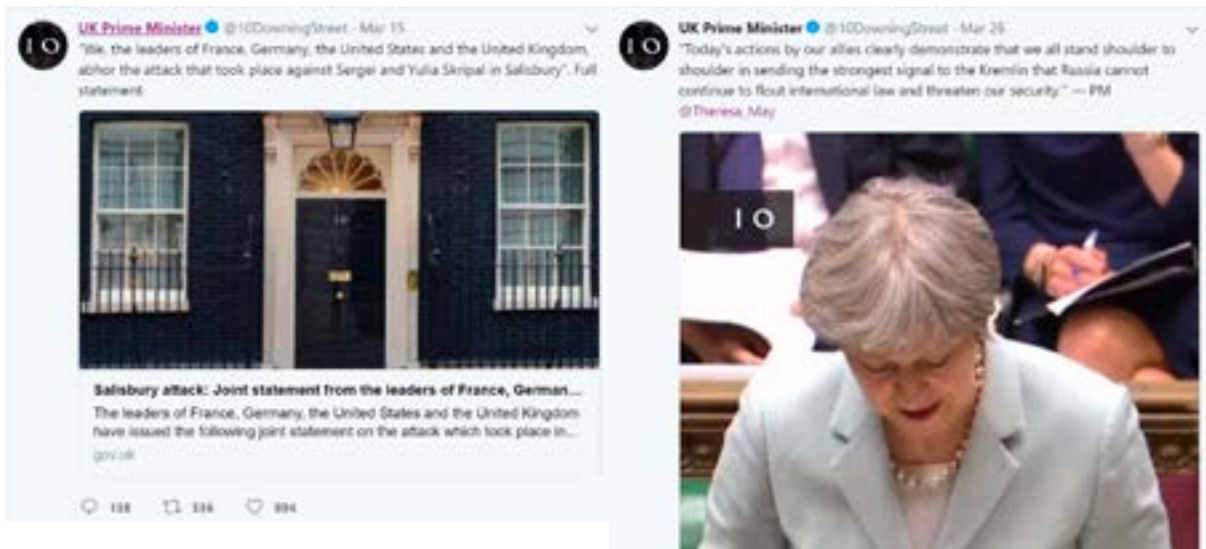 UK Prime Minister @10DowningStreet · Mar 15
"We, the leaders of France, Germany, the United States and the United Kingdom,
abhor the attack that took place against Sergei and Yulia Skripal in Salisbury". Full
statement
Salisbury attack: Joint statement from the leaders of France, German...
The leaders of France, Germany, the United States and the United Kingdom
have issued the following joint statement on the attack which took place in...
gov.uk
UK Prime Minister @10DowningStreet · Mar 26
"Today's actions by our allies clearly demonstrate that we all stand shoulder to
shoulder in sending the strongest signal to the Kremlin that Russia cannot
continue to flout international law and threaten our security." — PM
@Theresa_May
10